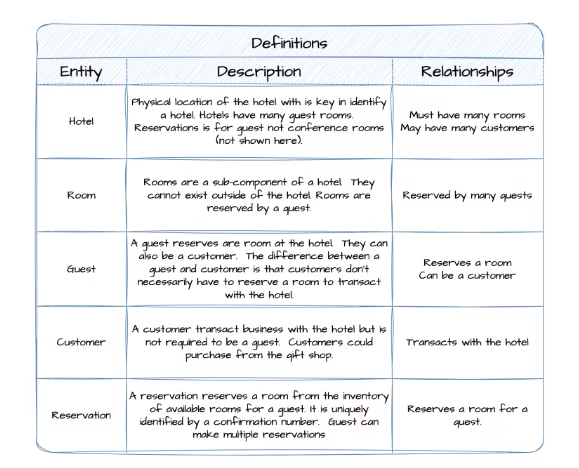 Definitions
Entity
Description
Relationships
Hotel
Physical location of the hotel with is key in identify
a hotel. Hotels have many guest rooms.
Reservations is for guest not conference rooms
(not shown here).
Must have many rooms
May have many customers
Room
Rooms are a sub-component of a hotel. They
cannot exist outside of the hotel. Rooms are
reserved by a guest.
Reserved by many guests
Guest
A guest reserves are room at the hotel. They can
also be a customer. The difference between a
guest and customer is that customers don't
necessarily have to reserve a room to transact
with the hotel.
Reserves a room
Can be a customer
Customer
A customer transact business with the hotel but is
not required to be a guest. Customers could
purchase from the gift shop.
Transacts with the hotel
Reservation
A reservation reserves a room from the inventory
of available rooms for a guest. It is uniquely
identified by a confirmation number. Guest can
make multiple reservations
Reserves a room for a
guest.